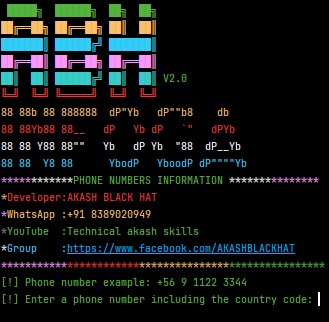 ABH V2.0
88 88b 88 888888  dP"Yb  dP""b8    db
88 88Yb88 88__   dP   Yb dP   `"   dPYb
88 88 Y88 88""   Yb   dP Yb  "88  dP__Yb
88 88  Y8 88      YbodP   YboodP dP""""Yb
*************PHONE NUMBERS INFORMATION ***************
*Developer:AKASH BLACK HAT
*WhatsApp :+91 8389020949
*YouTube  :Technical akash skills
*Group    :https://www.facebook.com/AKASHBLACKHAT
******************************************************
[!] Phone number example: +56 9 1122 3344
[!] Enter a phone number including the country code: